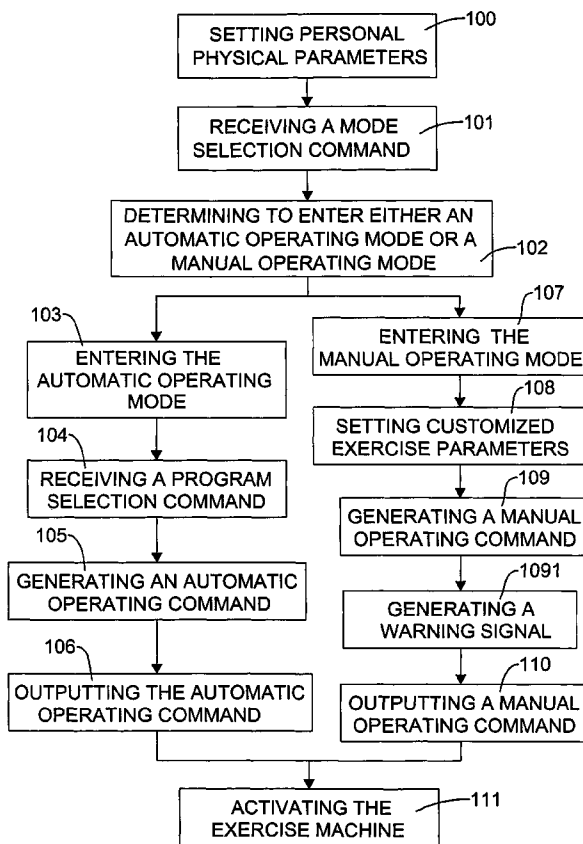 100
SETTING PERSONAL
PHYSICAL PARAMETERS
101
RECEIVING A MODE
SELECTION COMMAND
DETERMINING TO ENTER EITHER AN
AUTOMATIC OPERATING MODE OR A
MANUAL OPERATING MODE
102
103
ENTERING THE
AUTOMATIC OPERATING
MODE
104
RECEIVING A PROGRAM
SELECTION COMMAND
105
GENERATING AN AUTOMATIC
OPERATING COMMAND
106
OUTPUTTING THE AUTOMATIC
OPERATING COMMAND
107
ENTERING THE
MANUAL OPERATING MODE
108
SETTING CUSTOMIZED
EXERCISE PARAMETERS
109
GENERATING A MANUAL
OPERATING COMMAND
1091
GENERATING A
WARNING SIGNAL
110
OUTPUTTING A MANUAL
OPERATING COMMAND
ACTIVATING THE
EXERCISE MACHINE
111